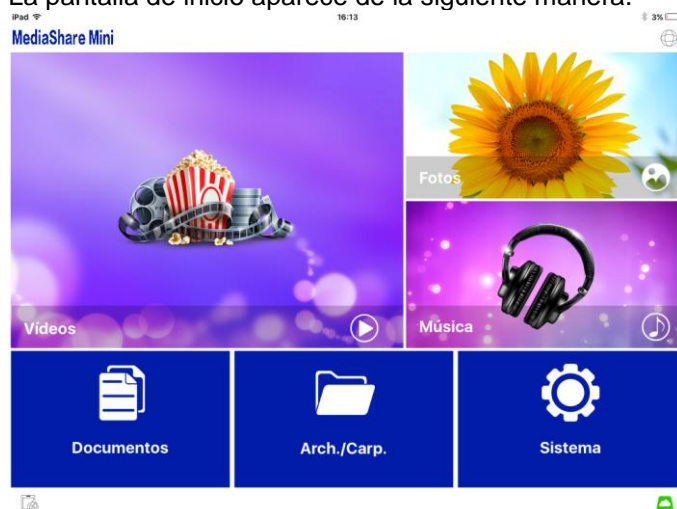 La pantalla de inicio aparece de la siguiente manera:
iPad 16:13 3%
MediaShare Mini
Fotos
Vídeos
Música
Documentos
Arch./Carp.
Sistema